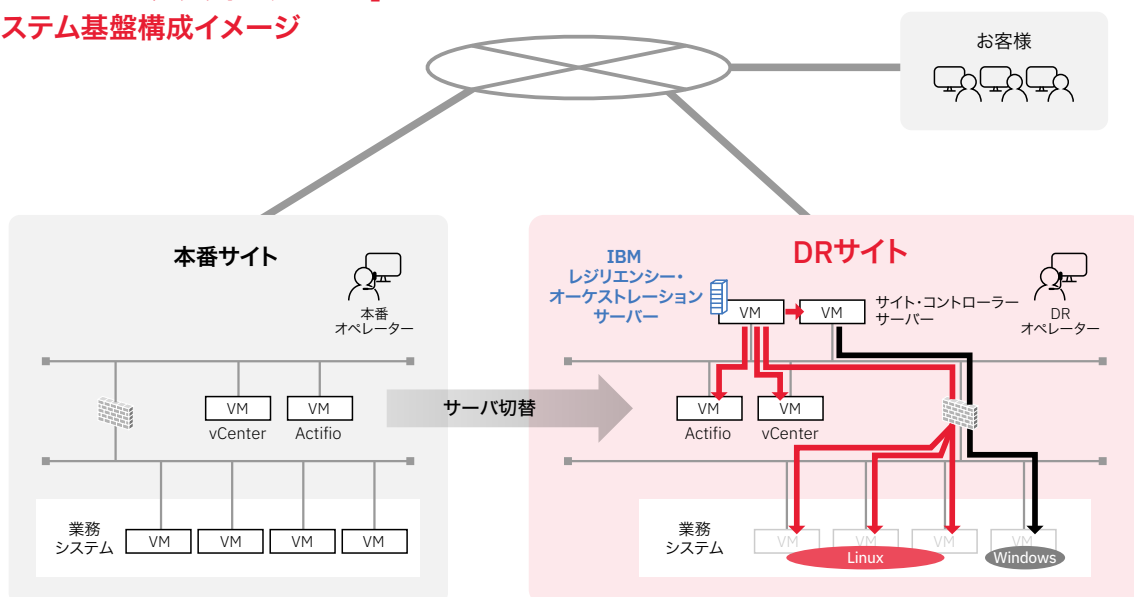 ステム基盤構成イメージ
お客様
本番サイト
本番
オペレーター
VM
vCenter
VM
Actifio
業務
システム
VM
VM
VM
VM
サーバ切替
DRサイト
IBM
レジリエンシー・
オーケストレーション
サーバー
VM
VM
サイト・コントローラー
サーバー
DR
オペレーター
VM
Actifio
VM
vCenter
業務
システム
VM
VM
VM
VM
Linux
Windows